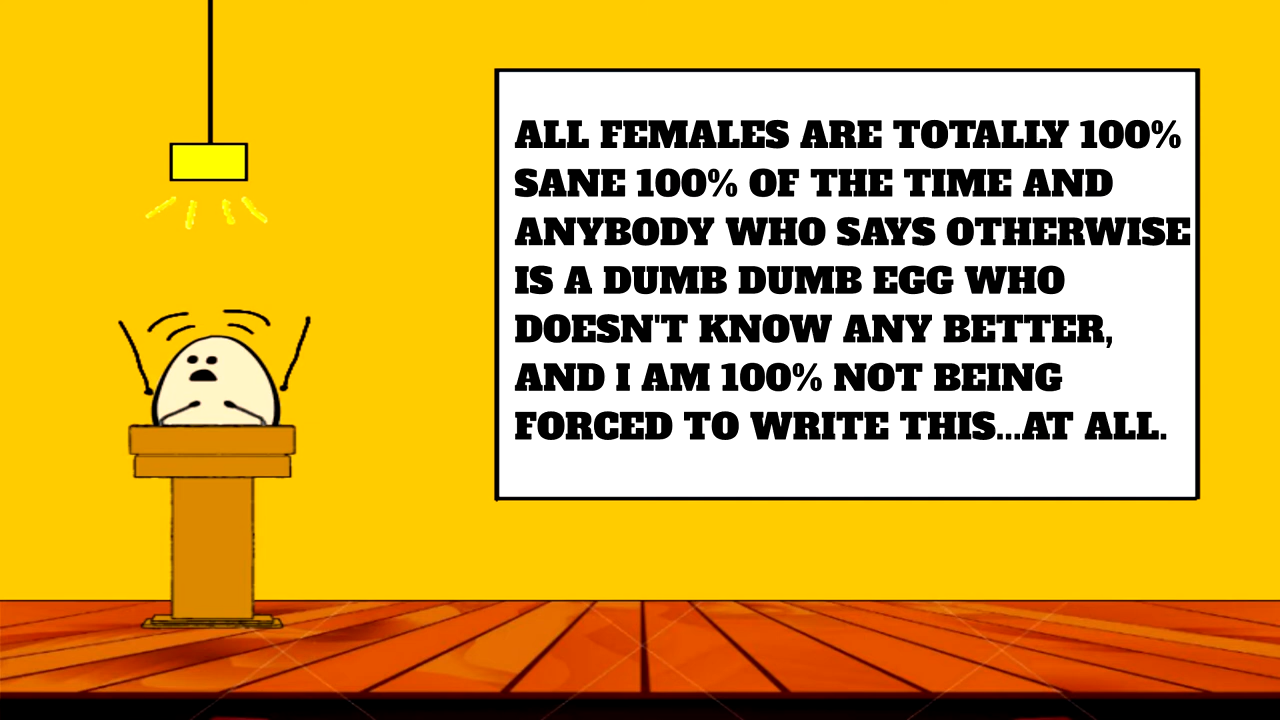 ALL FEMALES ARE TOTALLY 100%
SANE 100% OF THE TIME AND
ANYBODY WHO SAYS OTHERWISE
IS A DUMB DUMB EGG WHO
DOESN'T KNOW ANY BETTER,
AND I AM 100% NOT BEING
FORCED TO WRITE THIS...AT ALL.